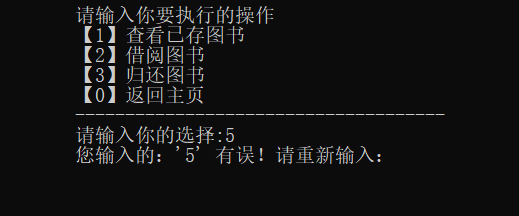 请输入你要执行的操作
【1】查看已存图书
【2】借阅图书
【3】归还图书
【0】返回主页
-------------------------------------
请输入你的选择:5
您输入的：'5' 有误！请重新输入：